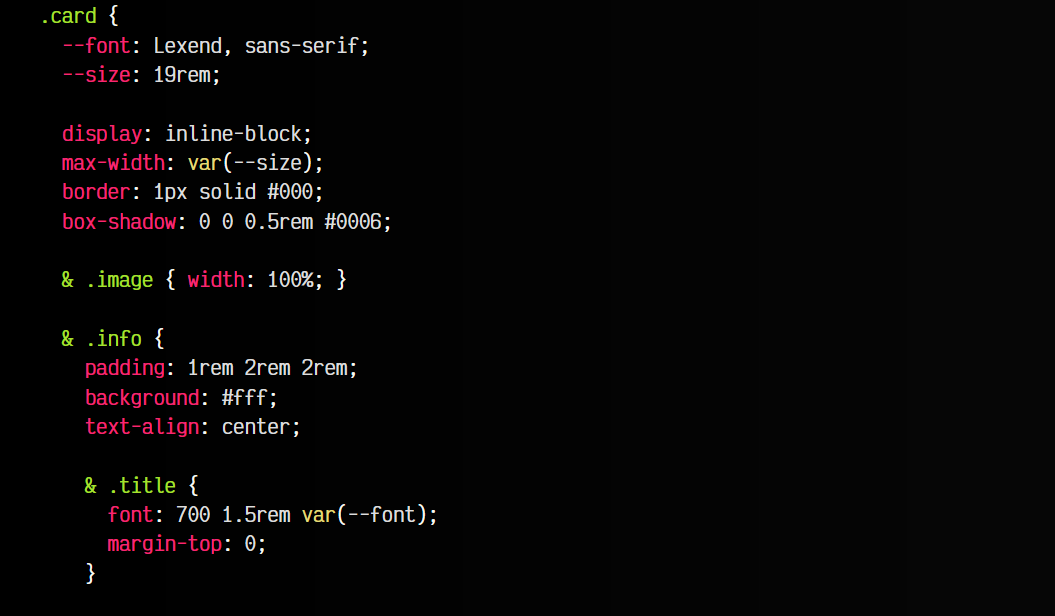 .card {
--font: Lexend, sans-serif;
--size: 19rem;
display: inline-block;
max-width: var(--size);
border: 1px solid #000;
box-shadow: 0 0 0.5rem #0006;
& .image { width: 100%; }
& .info {
padding: 1rem 2rem 2rem;
background: #fff;
text-align: center;
& .title {
font: 700 1.5rem var(--font);
margin-top: 0;
}